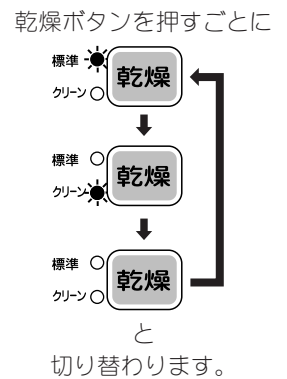 乾燥ボタンを押すごとに
標準
乾燥
クリーン
標準
乾燥
クリーン
標準
乾燥
クリーン
と
切り替わります。